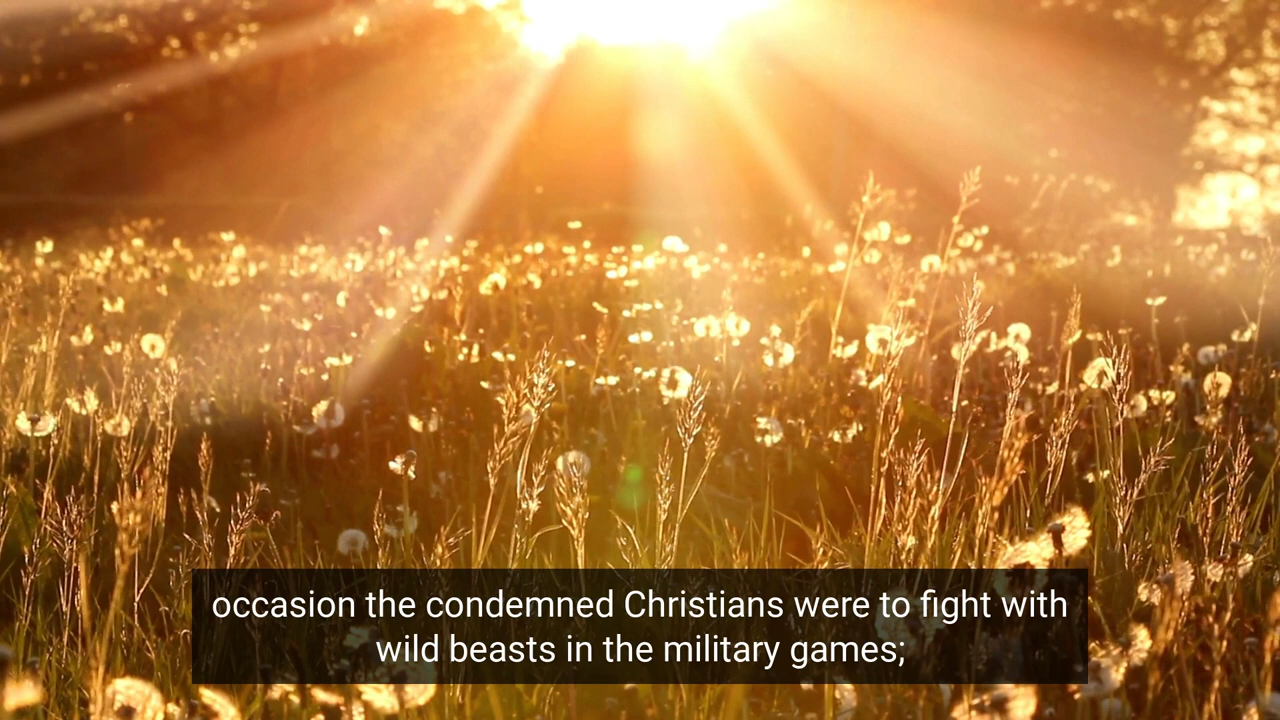 occasion the condemned Christians were to fight with
wild beasts in the military games;